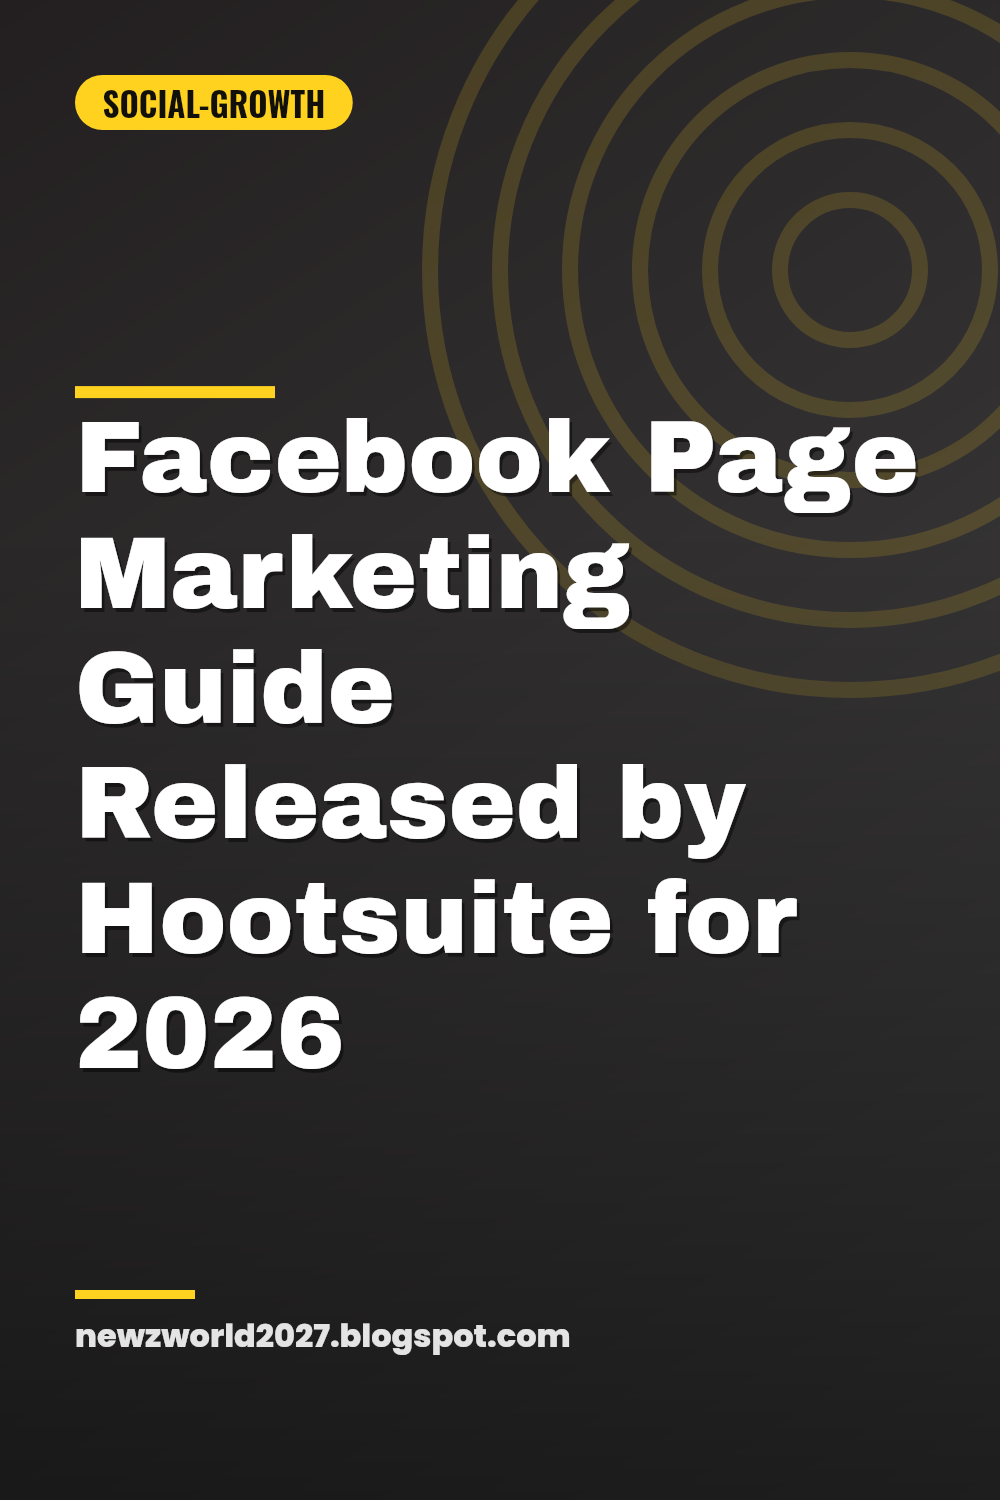 SOCIAL-GROWTH
Facebook Page
Marketing
Guide
Released by
Hootsuite for
2026
newzworld2027.blogspot.com